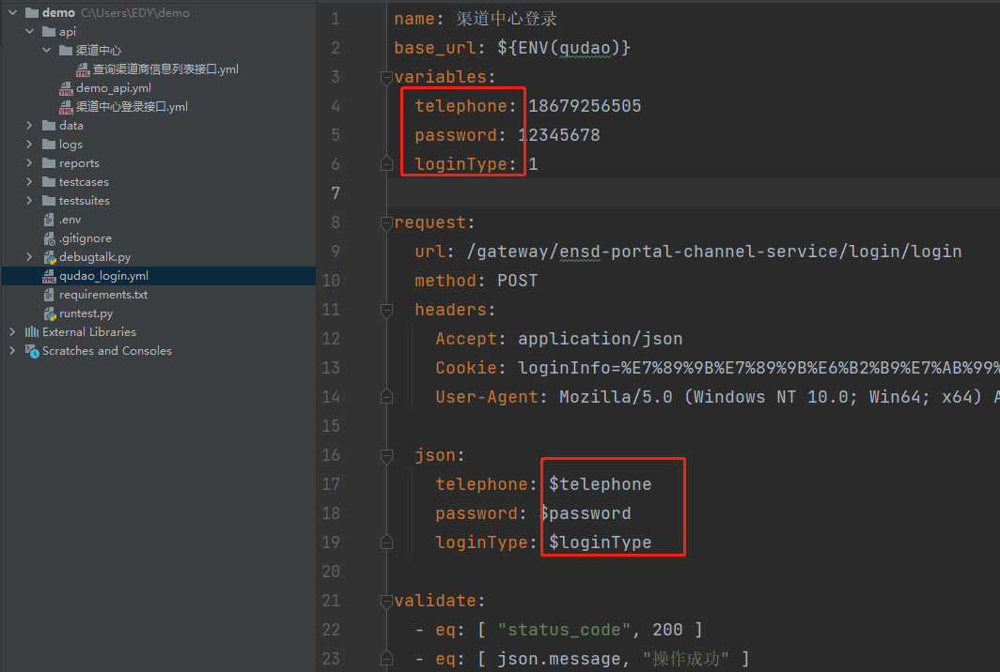 demo C:\Users\EDY\demo
api
渠道中心
查询渠道商信息列表接口.yml
demo_api.yml
渠道中心登录接口.yml
data
logs
reports
testcases
testsuites
.env
.gitignore
debugtalk.py
qudao_login.yml
requirements.txt
runtest.py
External Libraries
Scratches and Consoles
1 name: 渠道中心登录
2 base_url: ${ENV(qudao)}
3 variables:
4 telephone: 18679256505
5 password: 12345678
6 loginType: 1
7
8 request:
9 url: /gateway/ensd-portal-channel-service/login/login
10 method: POST
11 headers:
12 Accept: application/json
13 Cookie: loginInfo=%E7%89%9B%E7%89%9B%E6%B2%B9%E7%AB%99%
14 User-Agent: Mozilla/5.0 (Windows NT 10.0; Win64; x64) A
15
16 json:
17 telephone: $telephone
18 password: $password
19 loginType: $loginType
20
21 validate:
22 - eq: [ "status_code", 200 ]
23 - eq: [ json.message, "操作成功" ]